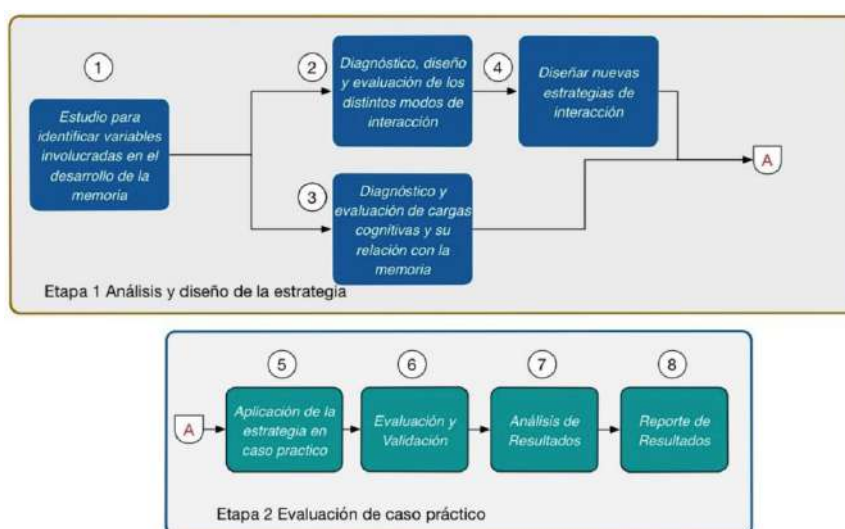 1
Estudio para
identificar variables
involucradas en el
desarrollo de la
memoria
2
Diagnóstico, diseño
y evaluación de los
distintos modos de
interacción
4
Diseñar nuevas
estrategias de
interacción
3
Diagnóstico y
evaluación de cargas
cognitivas y su
relación con la
memoria
A
Etapa 1 Análisis y diseño de la estrategia
A
5
Aplicación de la
estrategia en
caso practico
6
Evaluación y
Validación
7
Análisis de
Resultados
8
Reporte de
Resultados
Etapa 2 Evaluación de caso práctico